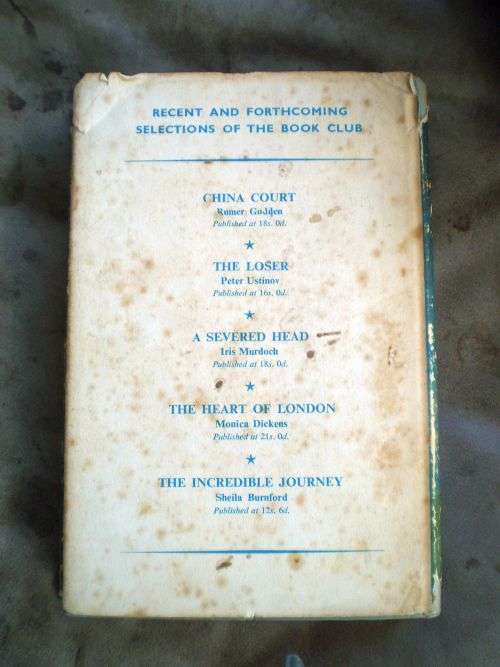 RECENT AND FORTHCOMING
SELECTIONS OF THE BOOK CLUB
CHINA COURT
Rumer Godden
Published at 18s. 0d.
★
THE LOSER
Peter Ustinov
Published at 16s. 0d.
★
A SEVERED HEAD
Iris Murdoch
Published at 18s. 0d.
★
THE HEART OF LONDON
Monica Dickens
Published at 21s. 0d.
★
THE INCREDIBLE JOURNEY
Sheila Burnford
Published at 12s. 6d.